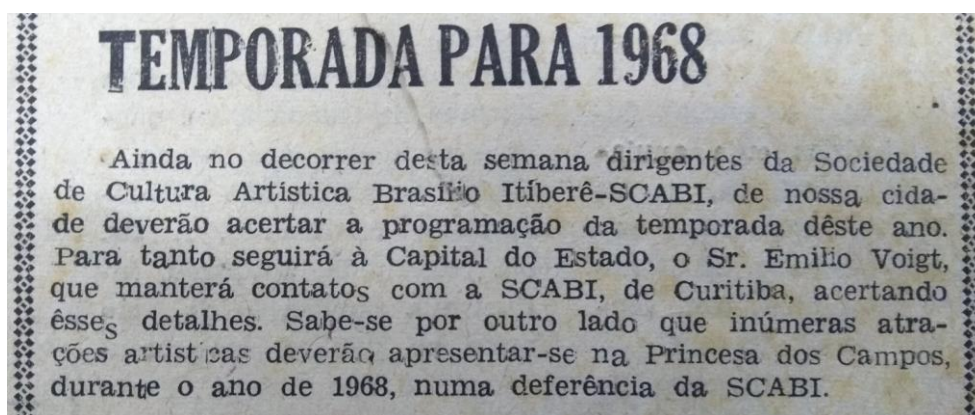 TEMPORADA PARA 1968
Ainda no decorrer desta semana dirigentes da Sociedade
de Cultura Artística Brasílio Itiberê-SCABI, de nossa cida-
de deverão acertar a programação da temporada dêste ano.
Para tanto seguirá à Capital do Estado, o Sr. Emilio Voigt,
que manterá contatos com a SCABI, de Curitiba, acertando
êsses detalhes. Sabe-se por outro lado que inúmeras atra-
ções artisticas deverão apresentar-se na Princesa dos Campos,
durante o ano de 1968, numa deferência da SCABI.